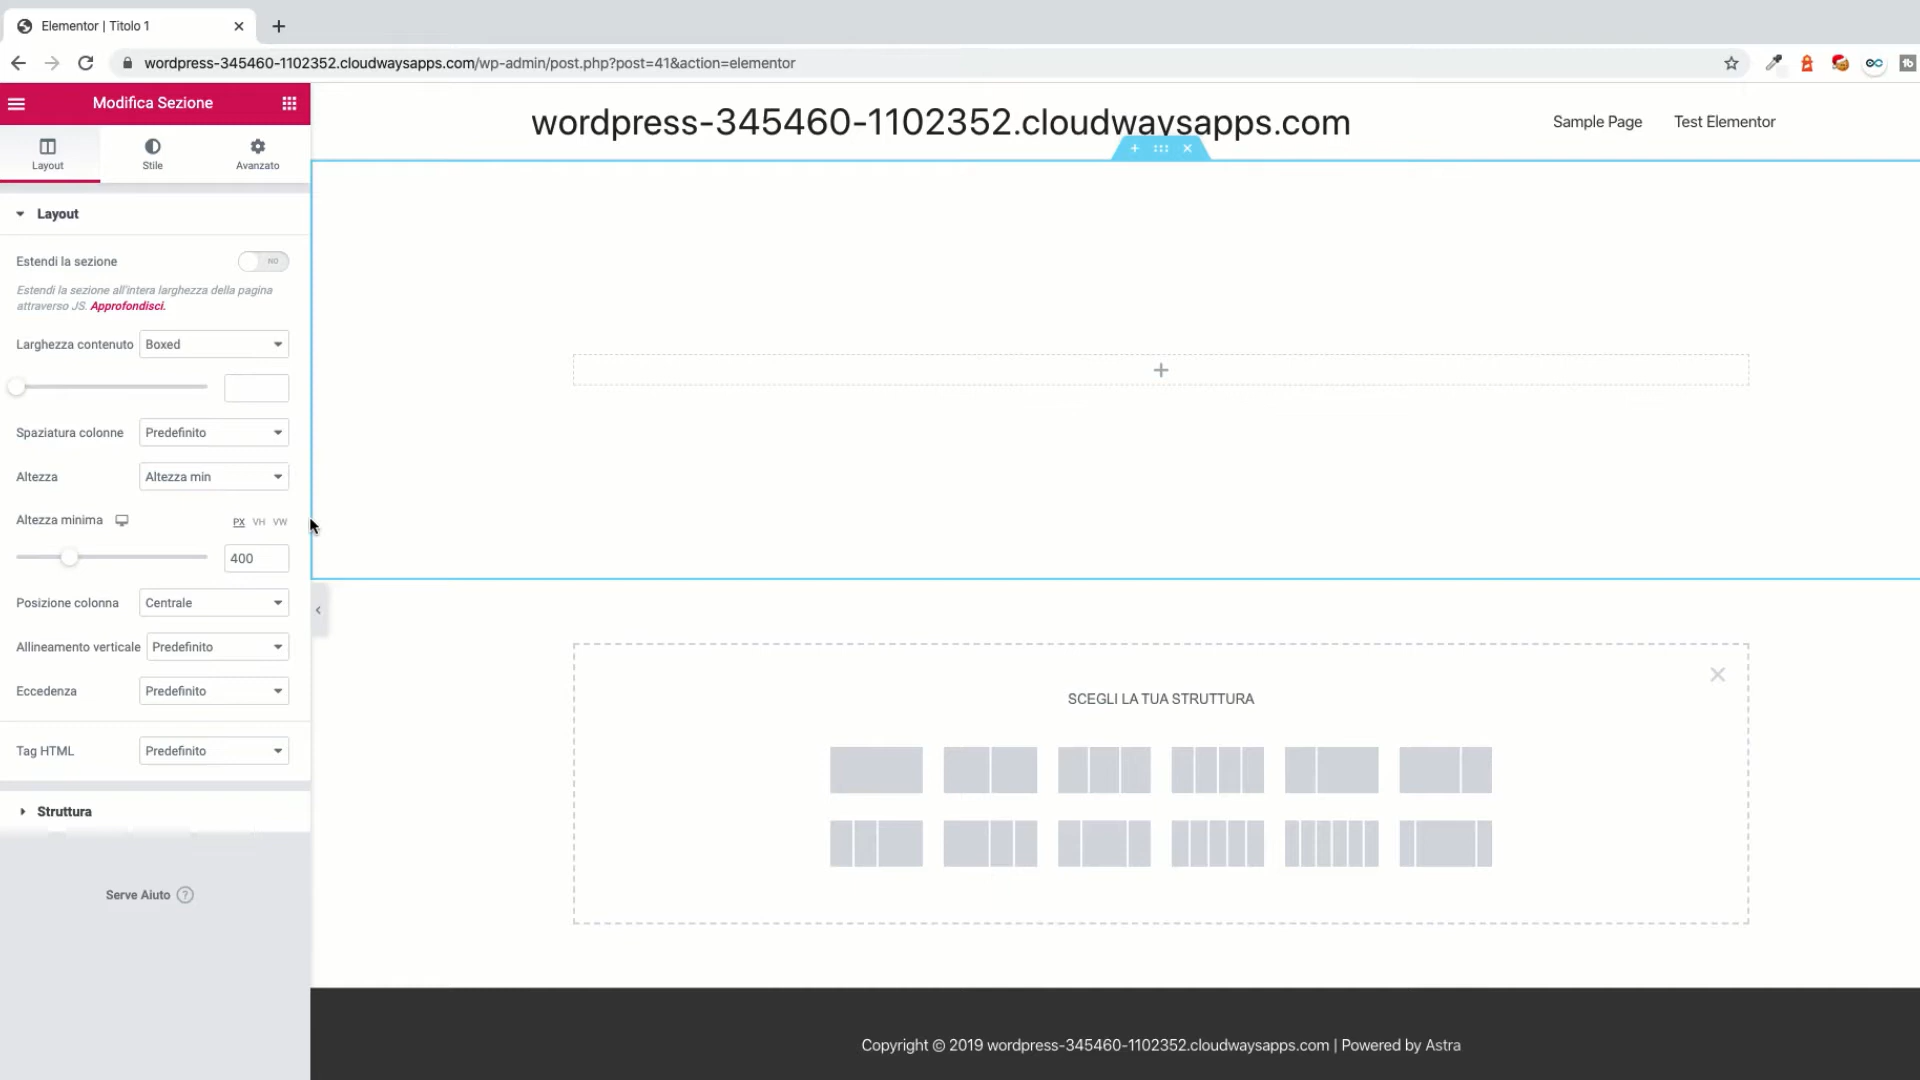 Elementor | Titolo 1
wordpress-345460-1102352.cloudwaysapps.com/wp-admin/post.php?post=41&action=elementor
Modifica Sezione
Layout
Stile
Avanzato
Layout
Estendi la sezione
NO
Estendi la sezione all'intera larghezza della pagina
attraverso JS. Approfondisci.
Larghezza contenuto
Boxed
Spaziatura colonne
Predefinito
Altezza
Altezza min
Altezza minima
PX VH VW
400
Posizione colonna
Centrale
Allineamento verticale
Predefinito
Eccedenza
Predefinito
Tag HTML
Predefinito
Struttura
Serve Aiuto ?
wordpress-345460-1102352.cloudwaysapps.com
Sample Page
Test Elementor
SCEGLI LA TUA STRUTTURA
Copyright © 2019 wordpress-345460-1102352.cloudwaysapps.com | Powered by Astra